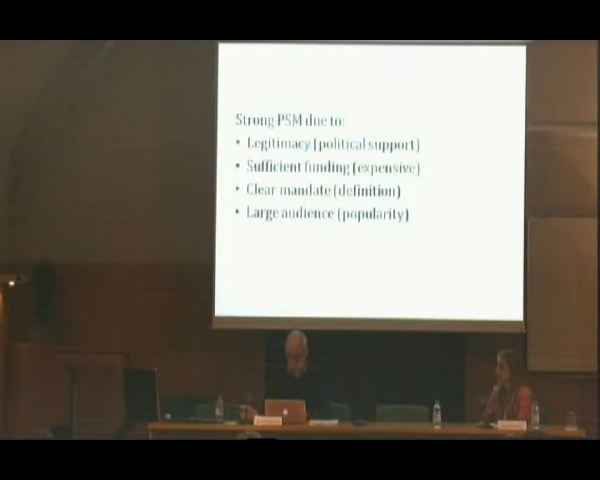 Strong PSM due to:
• Legitimacy (political support)
• Sufficient funding (expensive)
• Clear mandate (definition)
• Large audience (popularity)